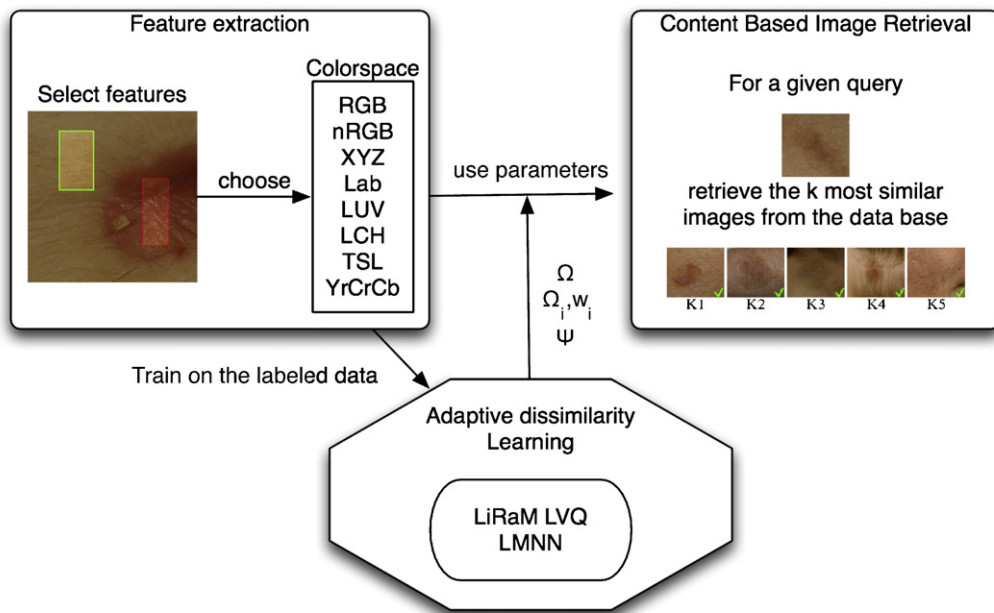 Feature extraction
Select features
Colorspace
RGB
nRGB
XYZ
Lab
LUV
LCH
TSL
YrCrCb
choose
use parameters
Content Based Image Retrieval
For a given query
retrieve the k most similar
images from the data base
K1 K2 K3 K4 K5
Ω
Ωi,wi
Ψ
Train on the labeled data
Adaptive dissimilarity
Learning
LiRaM LVQ
LMNN